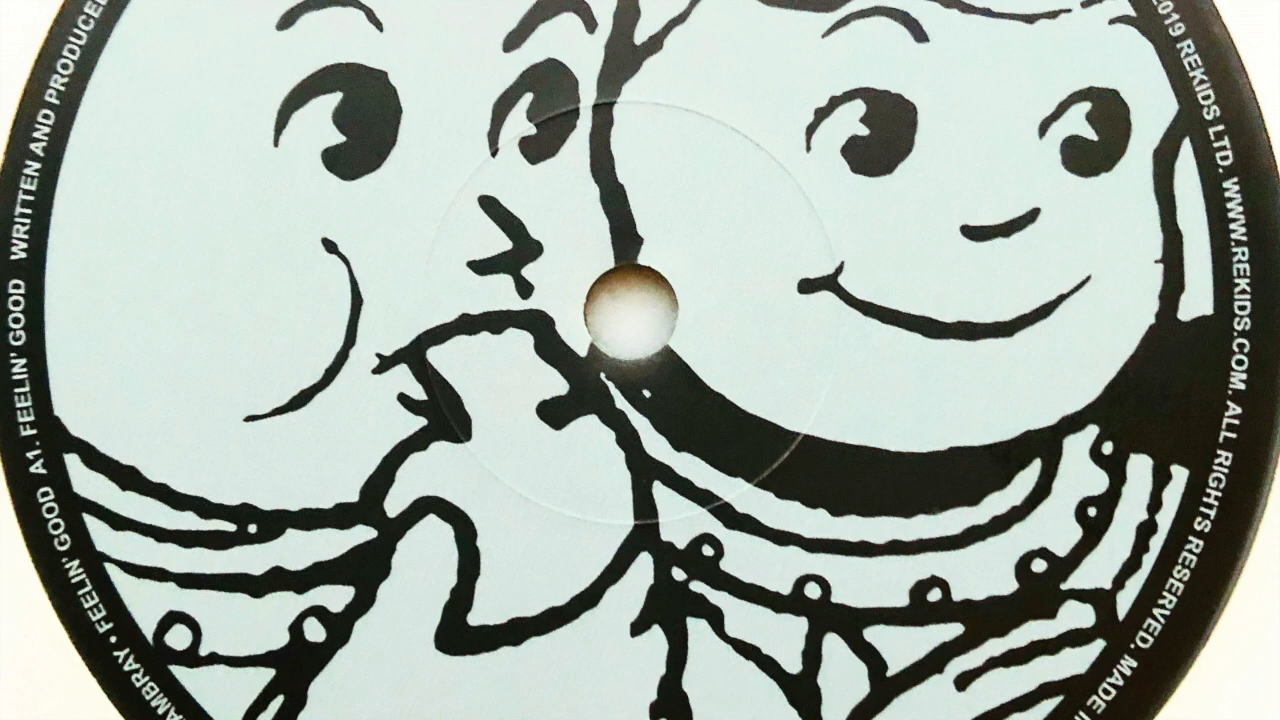 AMBRAY • FEELIN' GOOD A1. FEELIN' GOOD WRITTEN AND PRODUCED
2019 REKIDS LTD. WWW.REKIDS.COM. ALL RIGHTS RESERVED. MADE